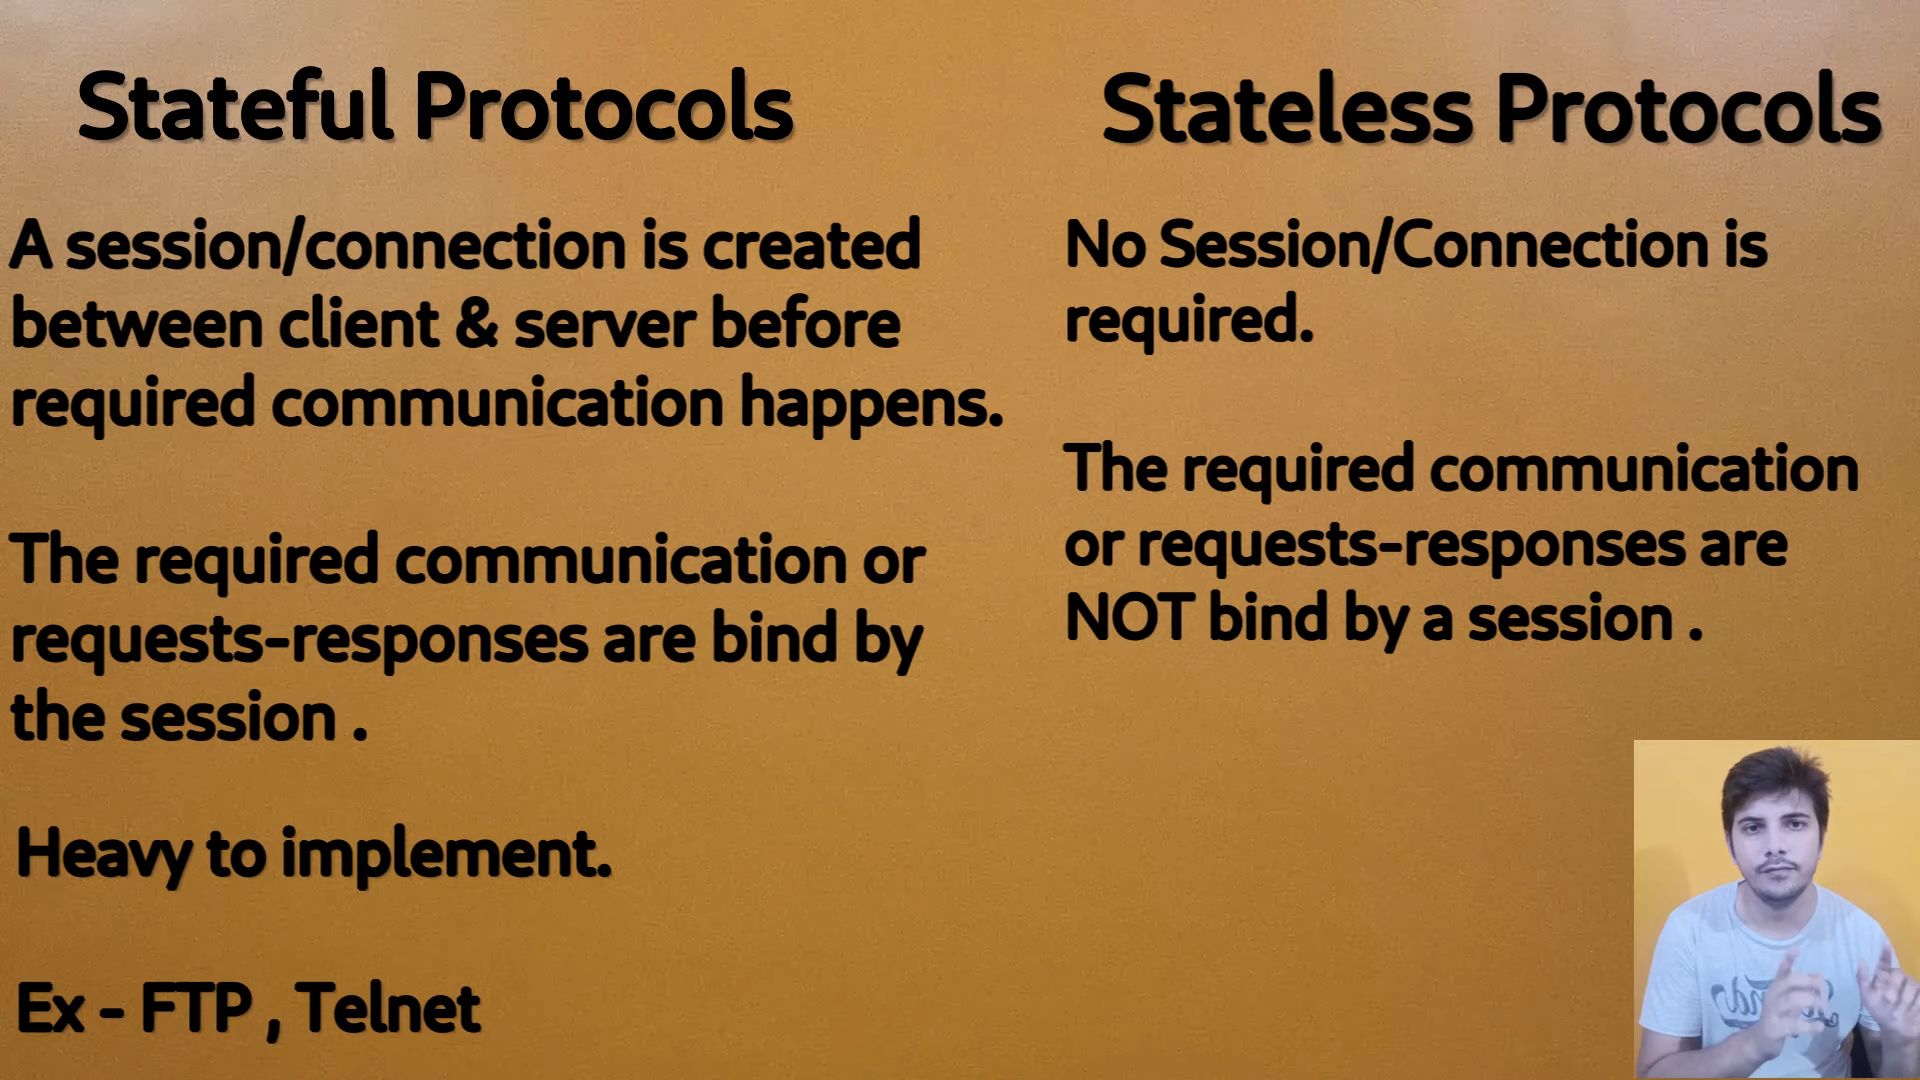 Stateful Protocols
A session/connection is created
between client & server before
required communication happens.
The required communication or
requests-responses are bind by
the session .
Heavy to implement.
Ex - FTP , Telnet
Stateless Protocols
No Session/Connection is
required.
The required communication
or requests-responses are
NOT bind by a session .